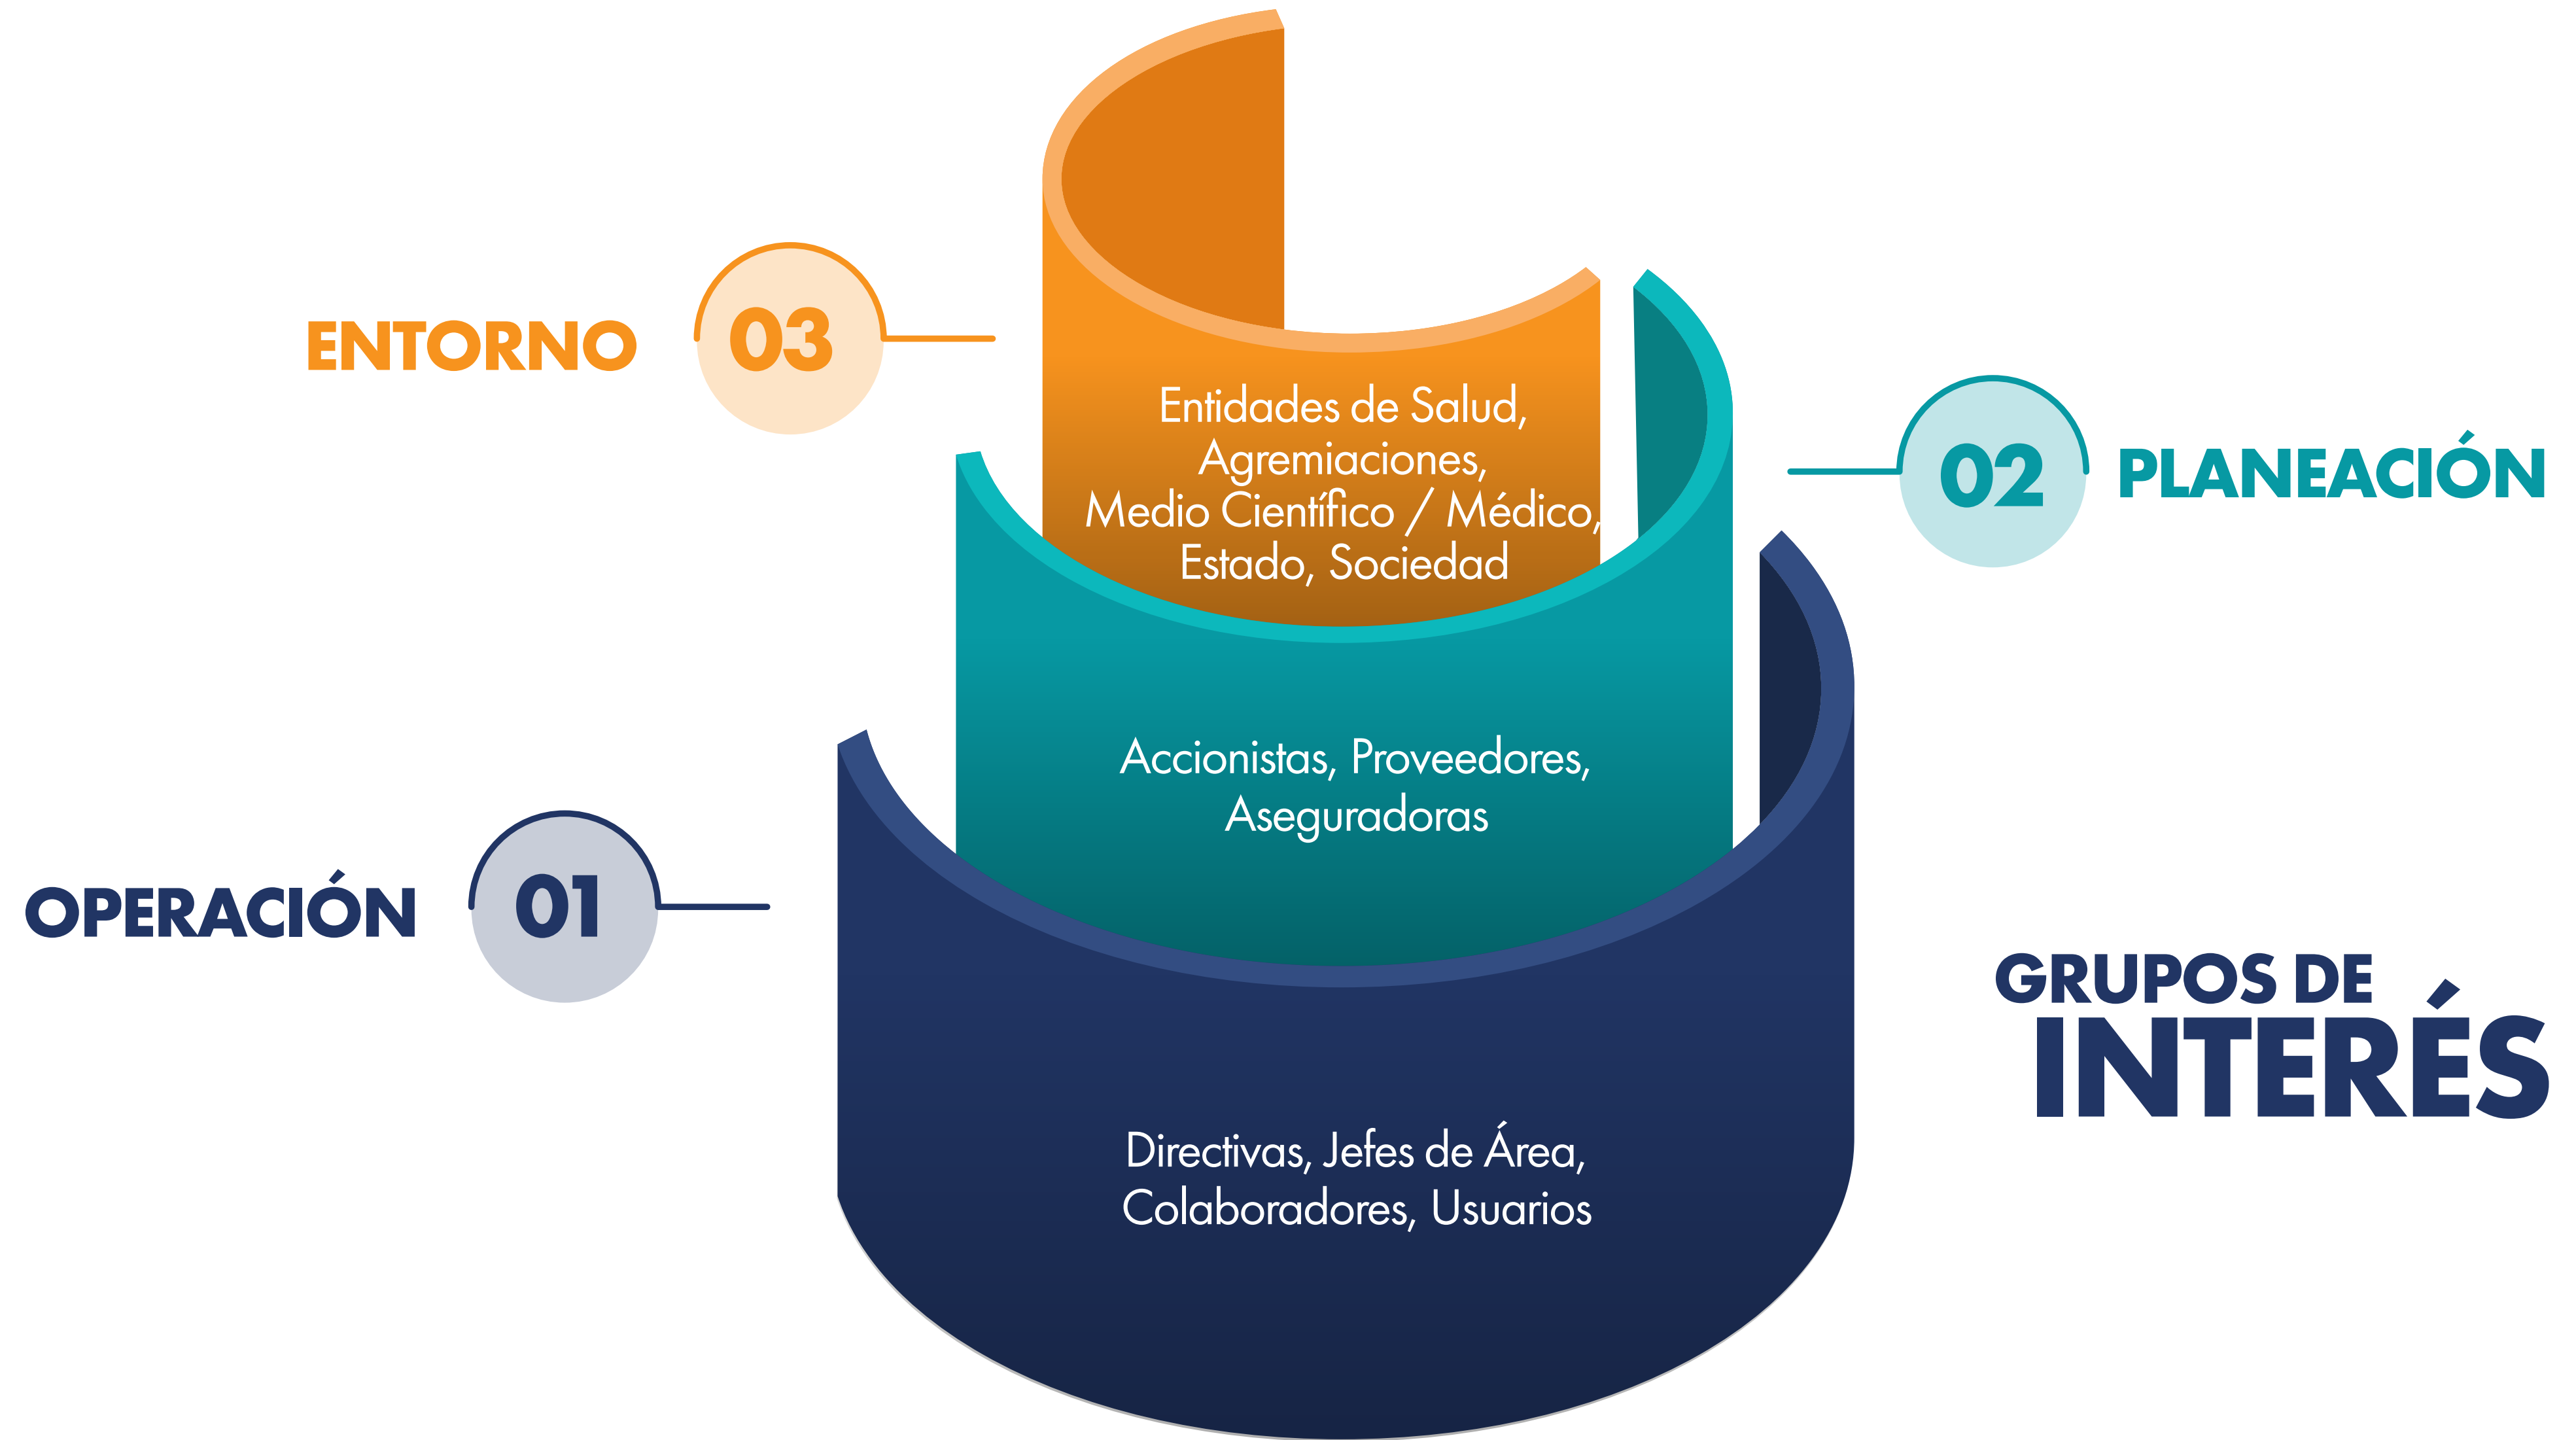 ENTORNO
03
Entidades de Salud,
Agremiaciones,
Medio Científico / Médico,
Estado, Sociedad
02
PLANEACIÓN
Accionistas, Proveedores,
Aseguradoras
OPERACIÓN
01
Directivas, Jefes de Área,
Colaboradores, Usuarios
GRUPOS DE
INTERÉS